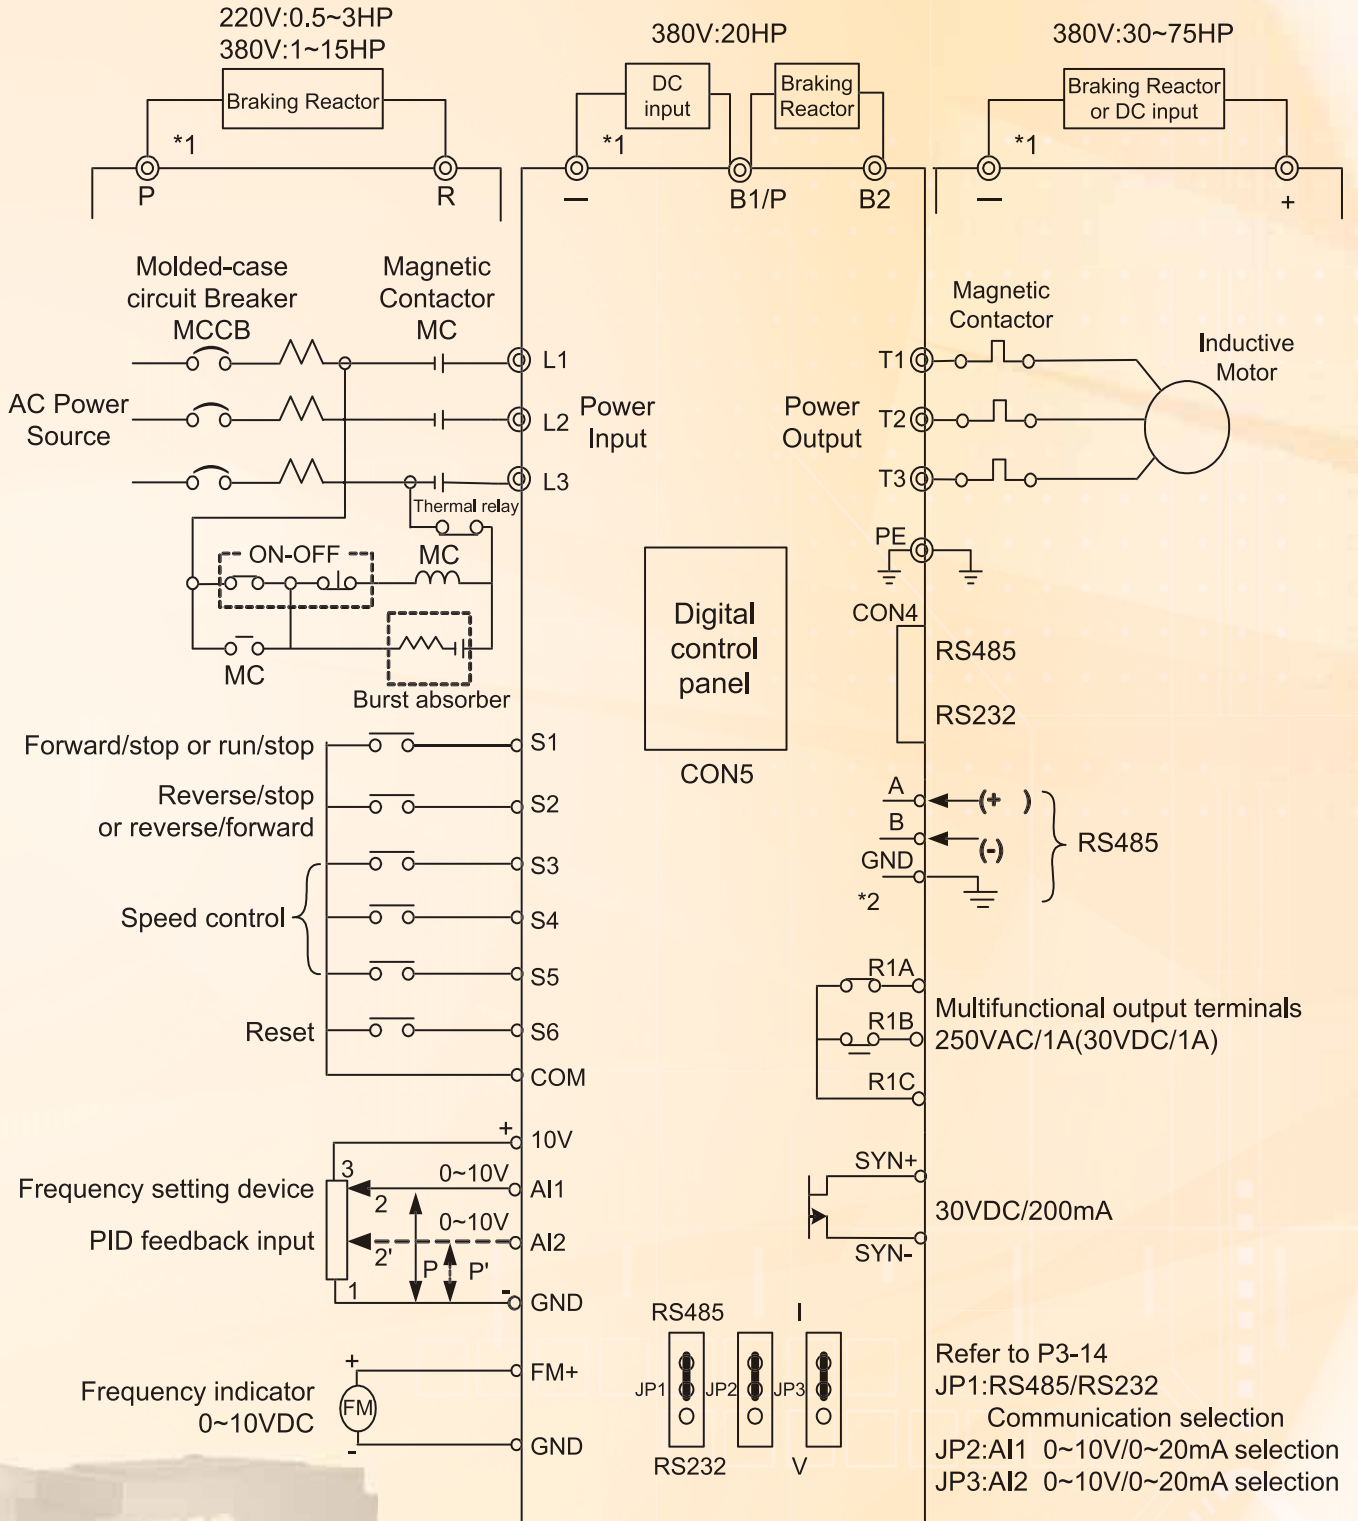 220V:0.5~3HP
380V:1~15HP
380V:20HP
380V:30~75HP
Braking Reactor
DC
input
Braking
Reactor
Braking Reactor
or DC input
*1
*1
*1
P
R
—
B1/P
B2
—
+
Molded-case
circuit Breaker
MCCB
Magnetic
Contactor
MC
Magnetic
Contactor
Inductive
Motor
AC Power
Source
L1
L2
L3
Power
Input
Power
Output
T1
T2
T3
Thermal relay
ON-OFF
MC
MC
Burst absorber
PE
Digital
control
panel
CON5
CON4
RS485
RS232
Forward/stop or run/stop
S1
Reverse/stop
or reverse/forward
S2
S3
Speed control
S4
S5
Reset
S6
COM
A
(+ )
B
(-)
GND
*2
RS485
R1A
R1B
R1C
Multifunctional output terminals
250VAC/1A(30VDC/1A)
+
10V
3
0~10V
Frequency setting device
2
AI1
0~10V
PID feedback input
2'
AI2
P
P'
1
-
GND
SYN+
30VDC/200mA
SYN-
RS485
I
JP1
JP2
JP3
RS232
V
+
FM+
Frequency indicator
0~10VDC
FM
-
GND
Refer to P3-14
JP1:RS485/RS232
Communication selection
JP2:AI1 0~10V/0~20mA selection
JP3:AI2 0~10V/0~20mA selection